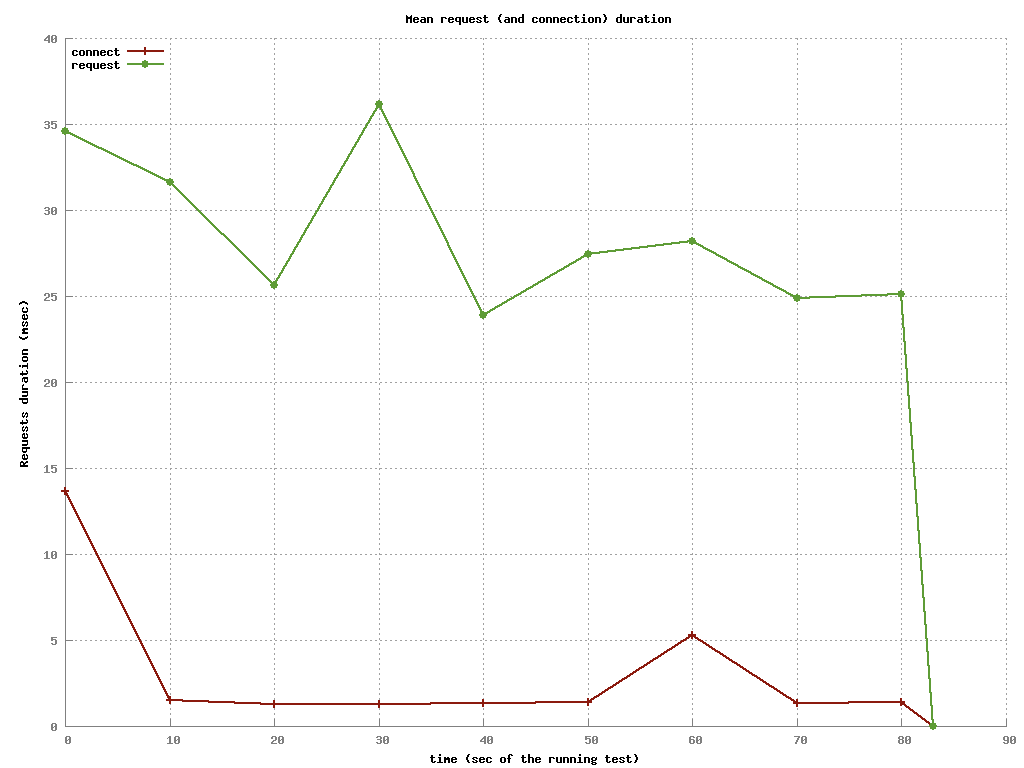 Mean request (and connection) duration
connect
request
40
35
30
25
20
15
10
5
0
Requests duration (msec)
0 10 20 30 40 50 60 70 80 90
time (sec of the running test)